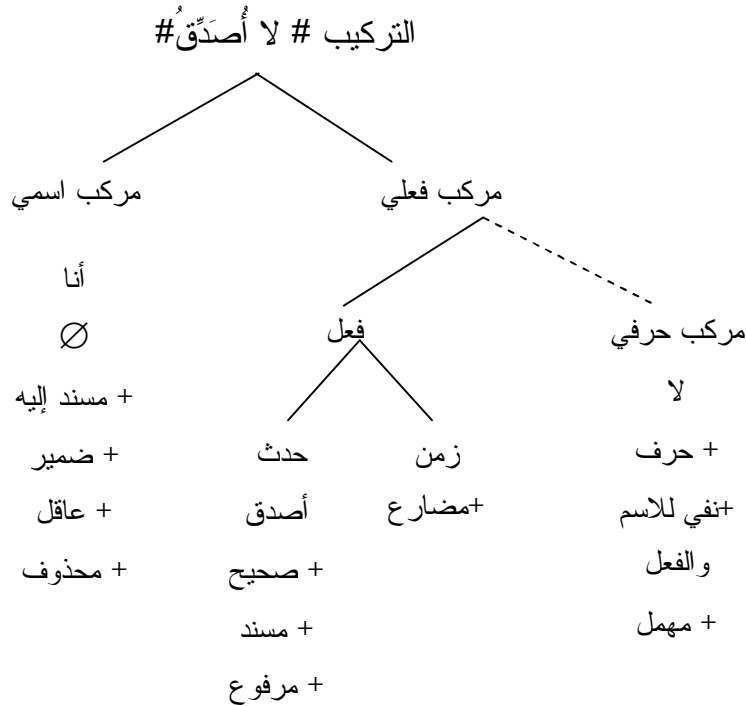 التركيب # لا أُصَدِّقُ#
مركب فعلي
مركب اسمي
مركب حرفي
لا
+ حرف
+نفي للاسم
والفعل
+ مهمل
فعل
زمن
+مضارع
حدث
أصدق
+ صحيح
+ مسند
+ مرفوع
أنا
∅
+ مسند إليه
+ ضمير
+ عاقل
+ محذوف